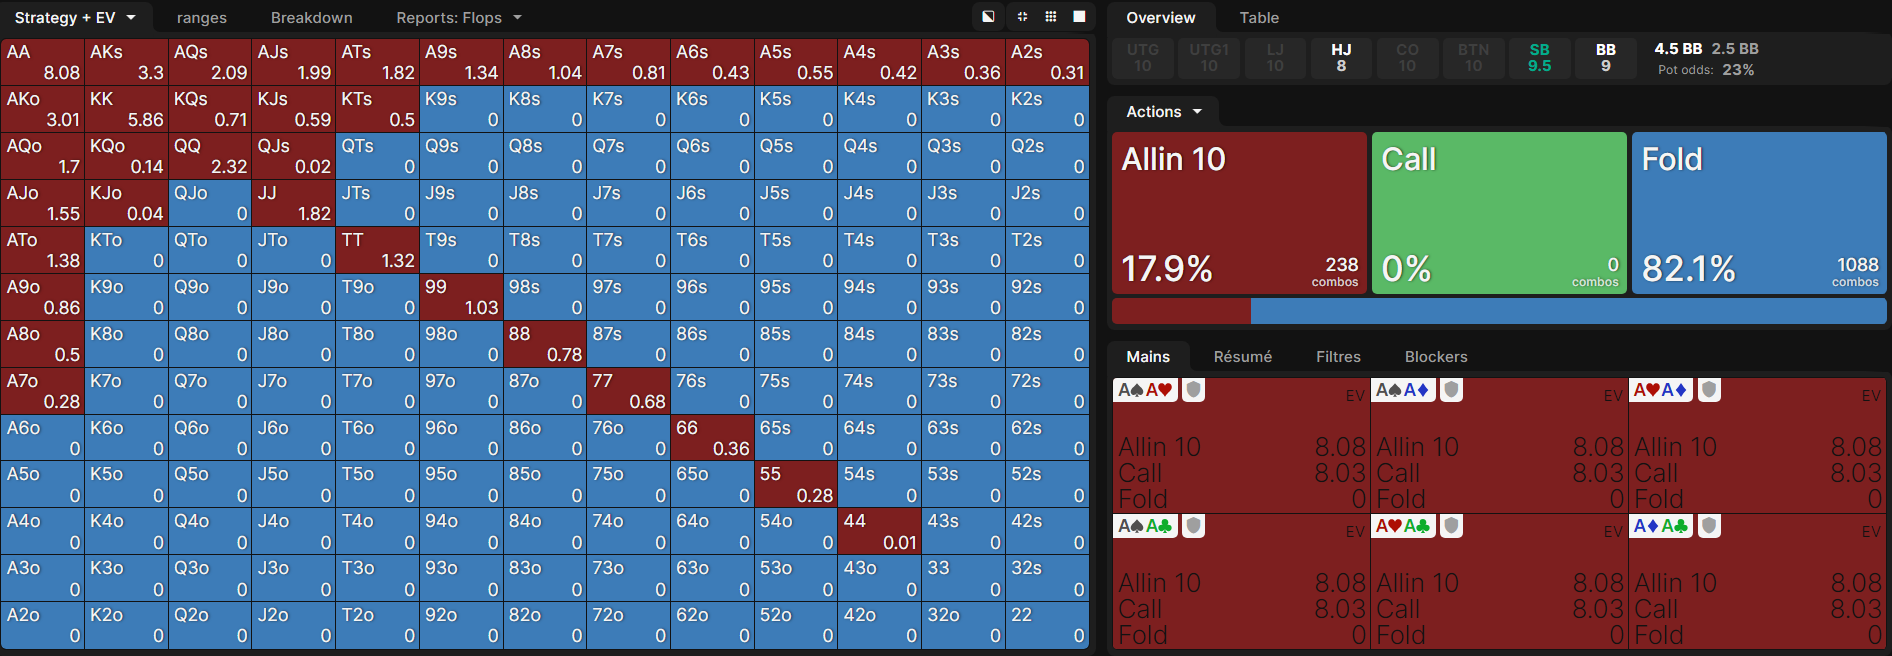 Strategy + EV ranges Breakdown Reports: Flops
AA AKs AQs AJs ATs A9s A8s A7s A6s A5s A4s A3s A2s
8.08 3.3 2.09 1.99 1.82 1.34 1.04 0.81 0.43 0.55 0.42 0.36 0.31
AKo KK KQs KJs KTs K9s K8s K7s K6s K5s K4s K3s K2s
3.01 5.86 0.71 0.59 0.5 0 0 0 0 0 0 0 0
AQo KQo QQ QJs QTs Q9s Q8s Q7s Q6s Q5s Q4s Q3s Q2s
1.7 0.14 2.32 0.02 0 0 0 0 0 0 0 0 0
AJo KJo QJo JJ JTs J9s J8s J7s J6s J5s J4s J3s J2s
1.55 0.04 0 1.82 0 0 0 0 0 0 0 0 0
ATo KTo QTo JTo TT T9s T8s T7s T6s T5s T4s T3s T2s
1.38 0 0 0 1.32 0 0 0 0 0 0 0 0
A9o K9o Q9o J9o T9o 99 98s 97s 96s 95s 94s 93s 92s
0.86 0 0 0 0 1.03 0 0 0 0 0 0 0
A8o K8o Q8o J8o T8o 98o 88 87s 86s 85s 84s 83s 82s
0.5 0 0 0 0 0 0.78 0 0 0 0 0 0
A7o K7o Q7o J7o T7o 97o 87o 77 76s 75s 74s 73s 72s
0.28 0 0 0 0 0 0 0.68 0 0 0 0 0
A6o K6o Q6o J6o T6o 96o 86o 76o 66 65s 64s 63s 62s
0 0 0 0 0 0 0 0 0.36 0 0 0 0
A5o K5o Q5o J5o T5o 95o 85o 75o 65o 55 54s 53s 52s
0 0 0 0 0 0 0 0 0 0.28 0 0 0
A4o K4o Q4o J4o T4o 94o 84o 74o 64o 54o 44 43s 42s
0 0 0 0 0 0 0 0 0 0 0.01 0 0
A3o K3o Q3o J3o T3o 93o 83o 73o 63o 53o 43o 33 32s
0 0 0 0 0 0 0 0 0 0 0 0 0
A2o K2o Q2o J2o T2o 92o 82o 72o 62o 52o 42o 32o 22
0 0 0 0 0 0 0 0 0 0 0 0 0
Overview Table
UTG UTG1 LJ HJ CO BTN SB BB
10 10 10 8 10 10 9.5 9
4.5 BB 2.5 BB
Pot odds: 23%
Actions
Allin 10 Call Fold
17.9% 238 combos 0% 0 combos 82.1% 1088 combos
Mains Résumé Filtres Blockers
A♠A♥ EV A♠A♦ EV A♥A♦ EV
Allin 10 8.08 Allin 10 8.08 Allin 10 8.08
Call 8.03 Call 8.03 Call 8.03
Fold 0 Fold 0 Fold 0
A♠A♣ EV A♥A♣ EV A♦A♣ EV
Allin 10 8.08 Allin 10 8.08 Allin 10 8.08
Call 8.03 Call 8.03 Call 8.03
Fold 0 Fold 0 Fold 0